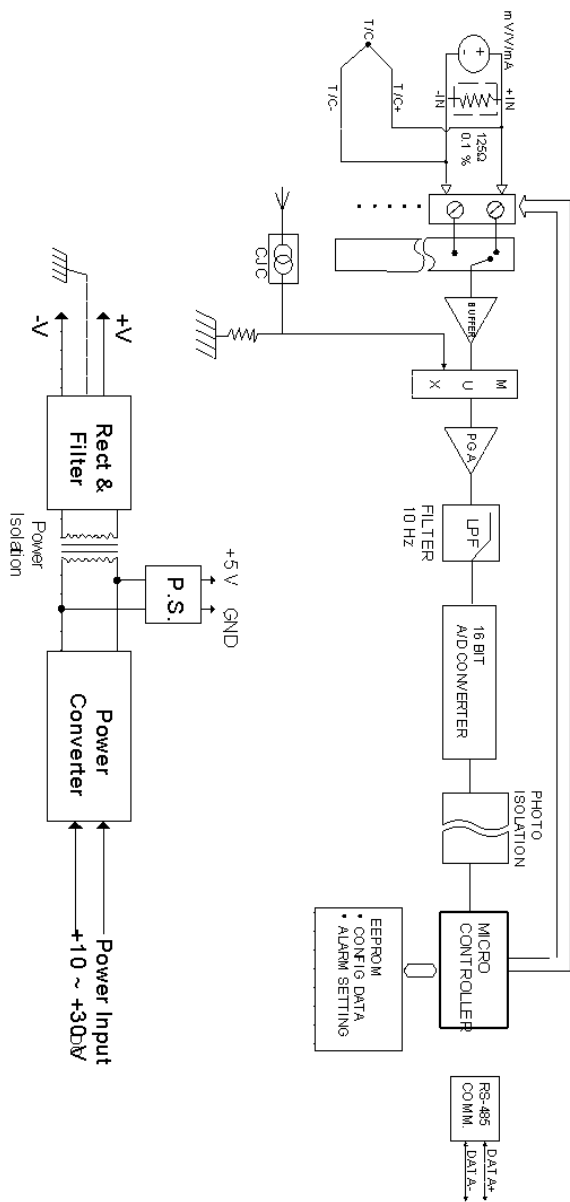 mV/V/mA
+
-
+IN
-IN
T/C
T/C+
T/C-
125Ω
0.1 %
CJC
BUFFER
M
U
X
PGA
LPF
FILTER
10 Hz
16 BIT
A/D CONVERTER
PHOTO
ISOLATION
MICRO
CONTROLLER
EEPROM
• CONFIG DATA
• ALARM SETTING
RS-485
COMM.
DATA+
DATA-
+V
-V
Rect &
Filter
Power
Isolation
+5 V
GND
P.S.
Power
Converter
Power Input
+10 ~ +30 V